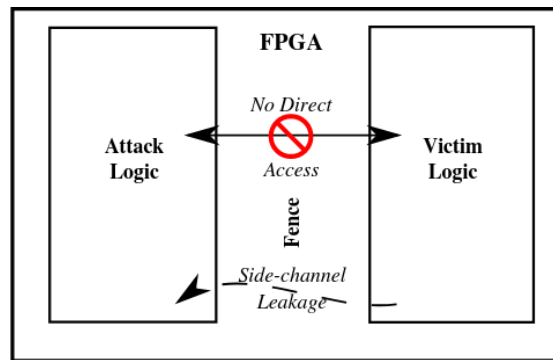 FPGA
No Direct
Access
Attack
Logic
Victim
Logic
Fence
Side-channel
Leakage